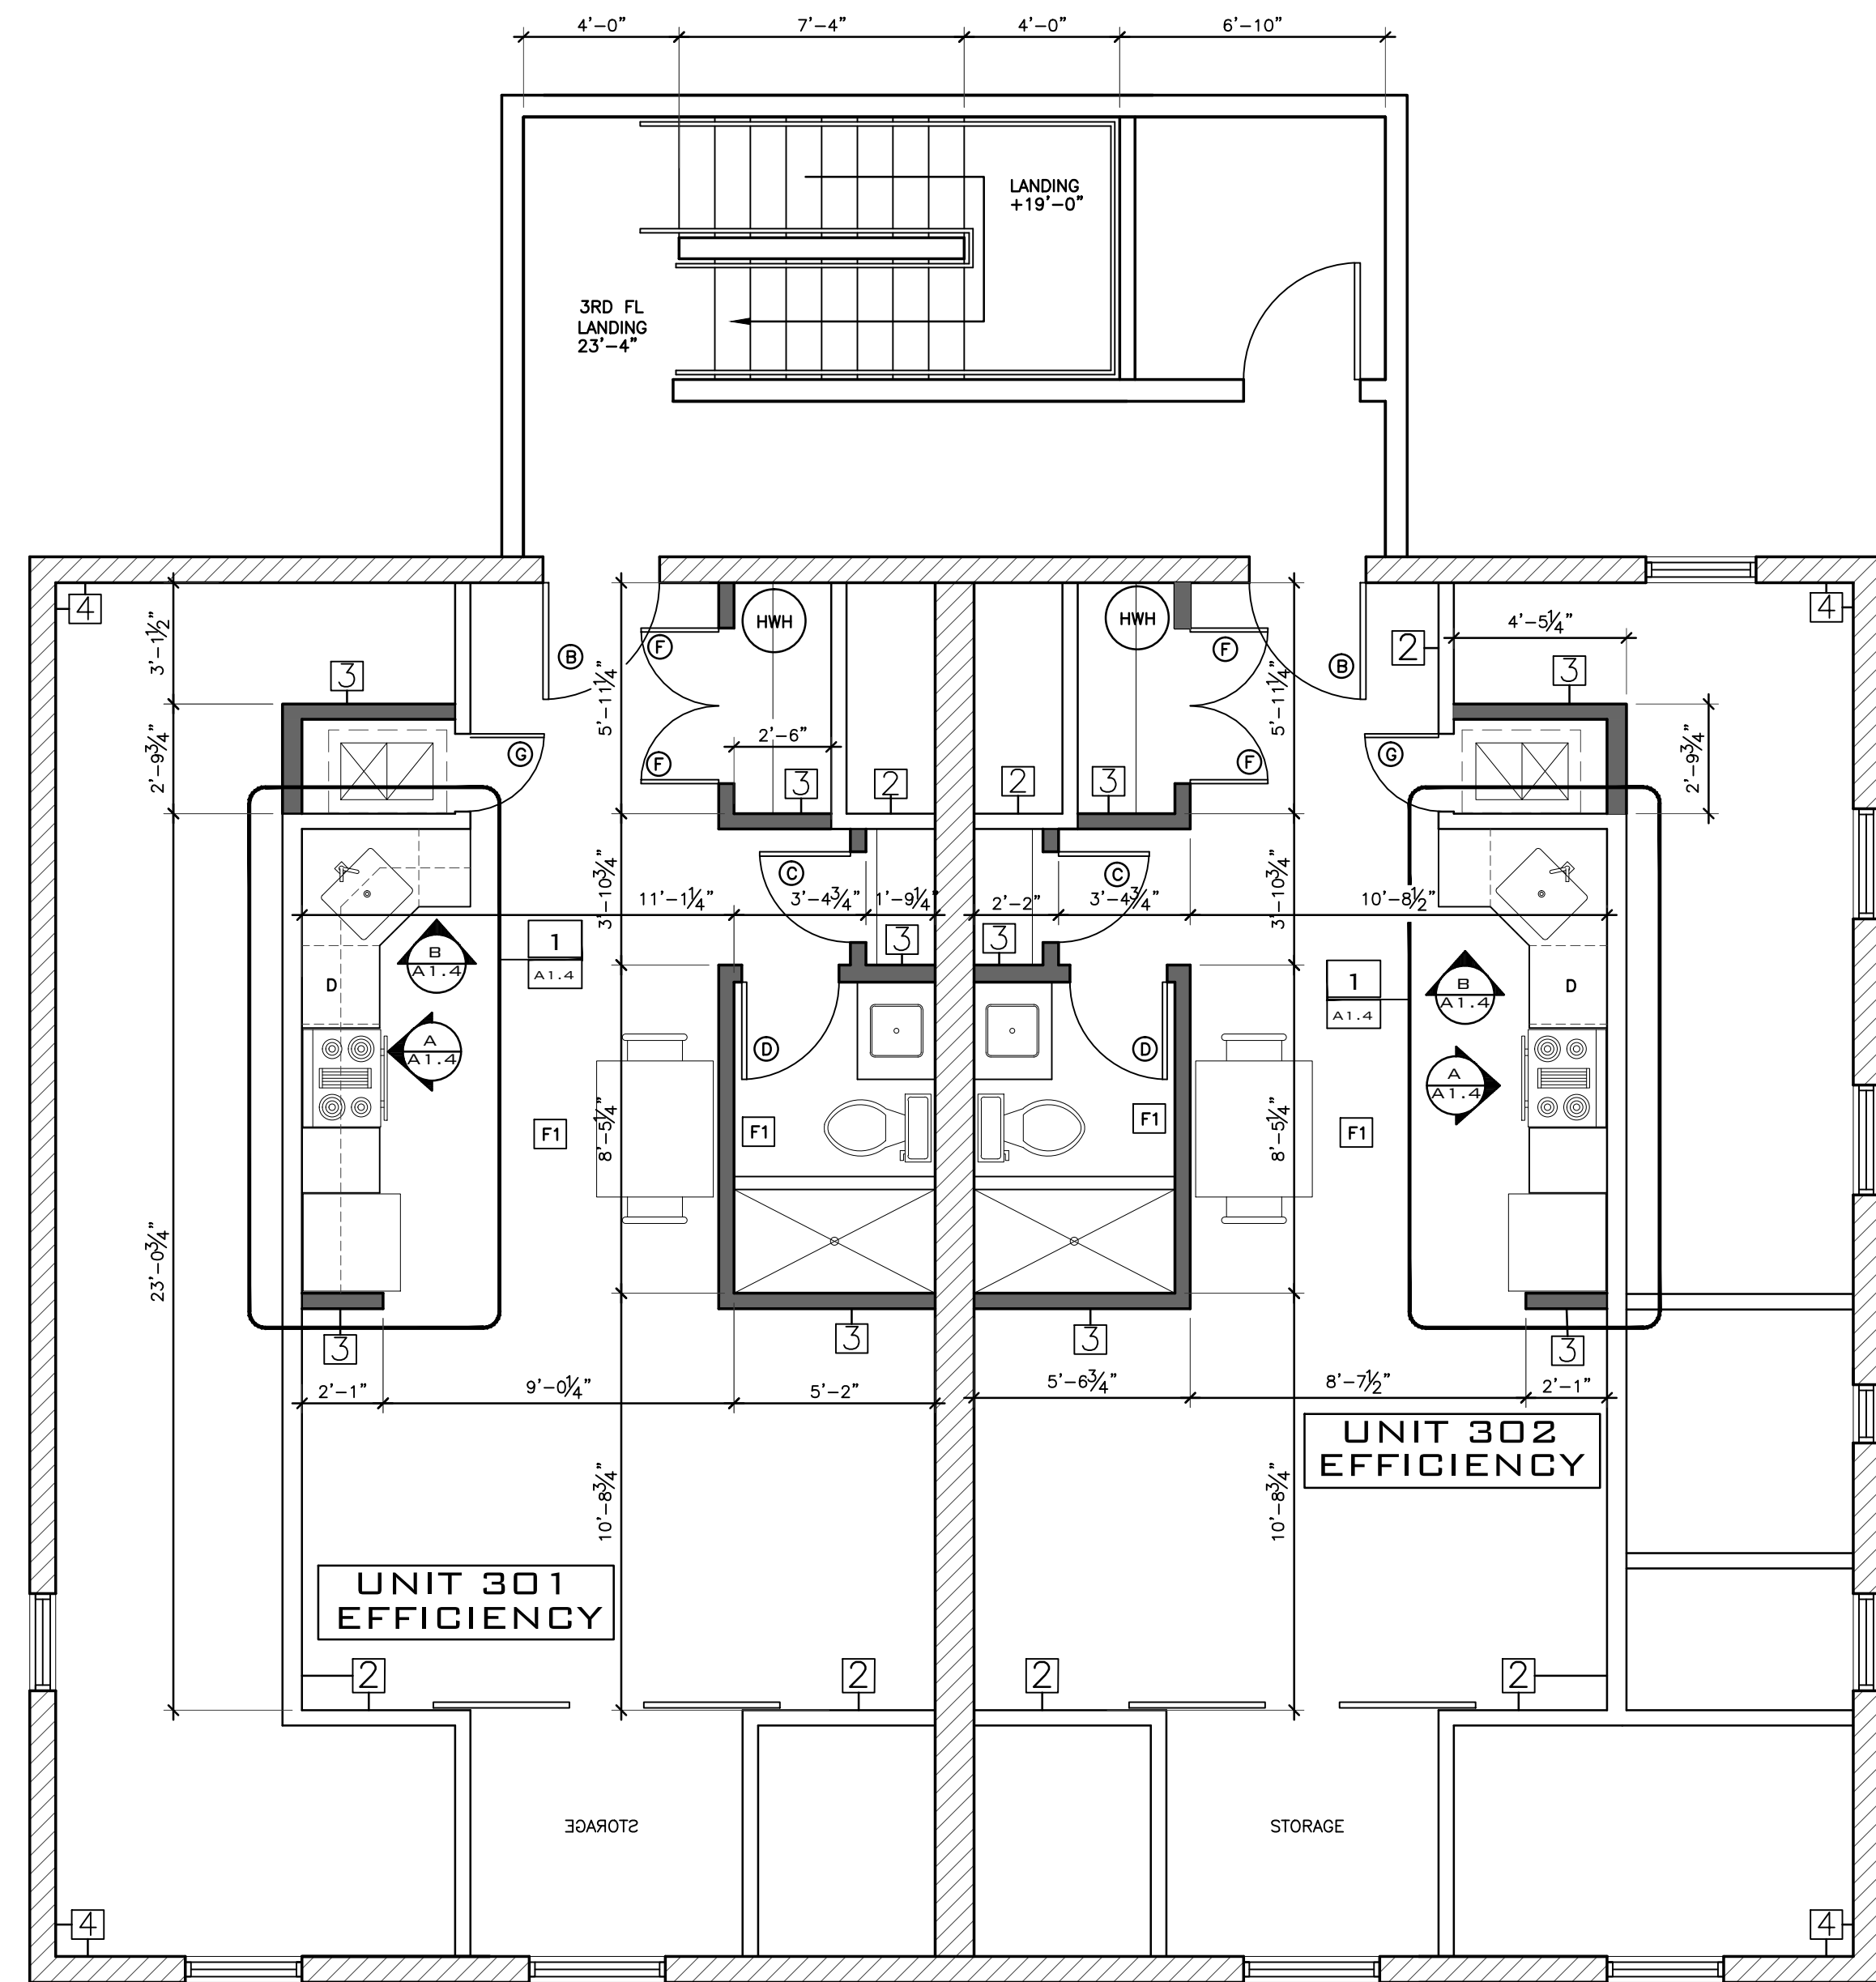 4'-0"
7'-4"
4'-0"
6'-10"
LANDING
+19'-0"
3RD FL
LANDING
23'-4"
4
3'-1½"
3
B
F
HWH
HWH
F
B
2
4'-5¼"
3
4
5'-11¼"
5'-11¼"
2'-9¾"
G
F
2'-6"
3
2
2
3
F
G
2'-9¾"
C
C
3'-10¾"
3'-10¾"
11'-1¼"
3'-4¾"
1'-9¼"
2'-2"
3'-4¾"
10'-8½"
1
A1.4
3
3
B
A1.4
D
1
A1.4
B
A1.4
D
A
A1.4
D
D
A
A1.4
F1
8'-5¼"
F1
F1
8'-5¼"
F1
23'-0¾"
3
3
3
3
2'-1"
9'-0¼"
5'-2"
5'-6¾"
8'-7½"
2'-1"
UNIT 302
EFFICIENCY
10'-8¾"
10'-8¾"
UNIT 301
EFFICIENCY
2
2
2
2
STORAGE
STORAGE
4
4